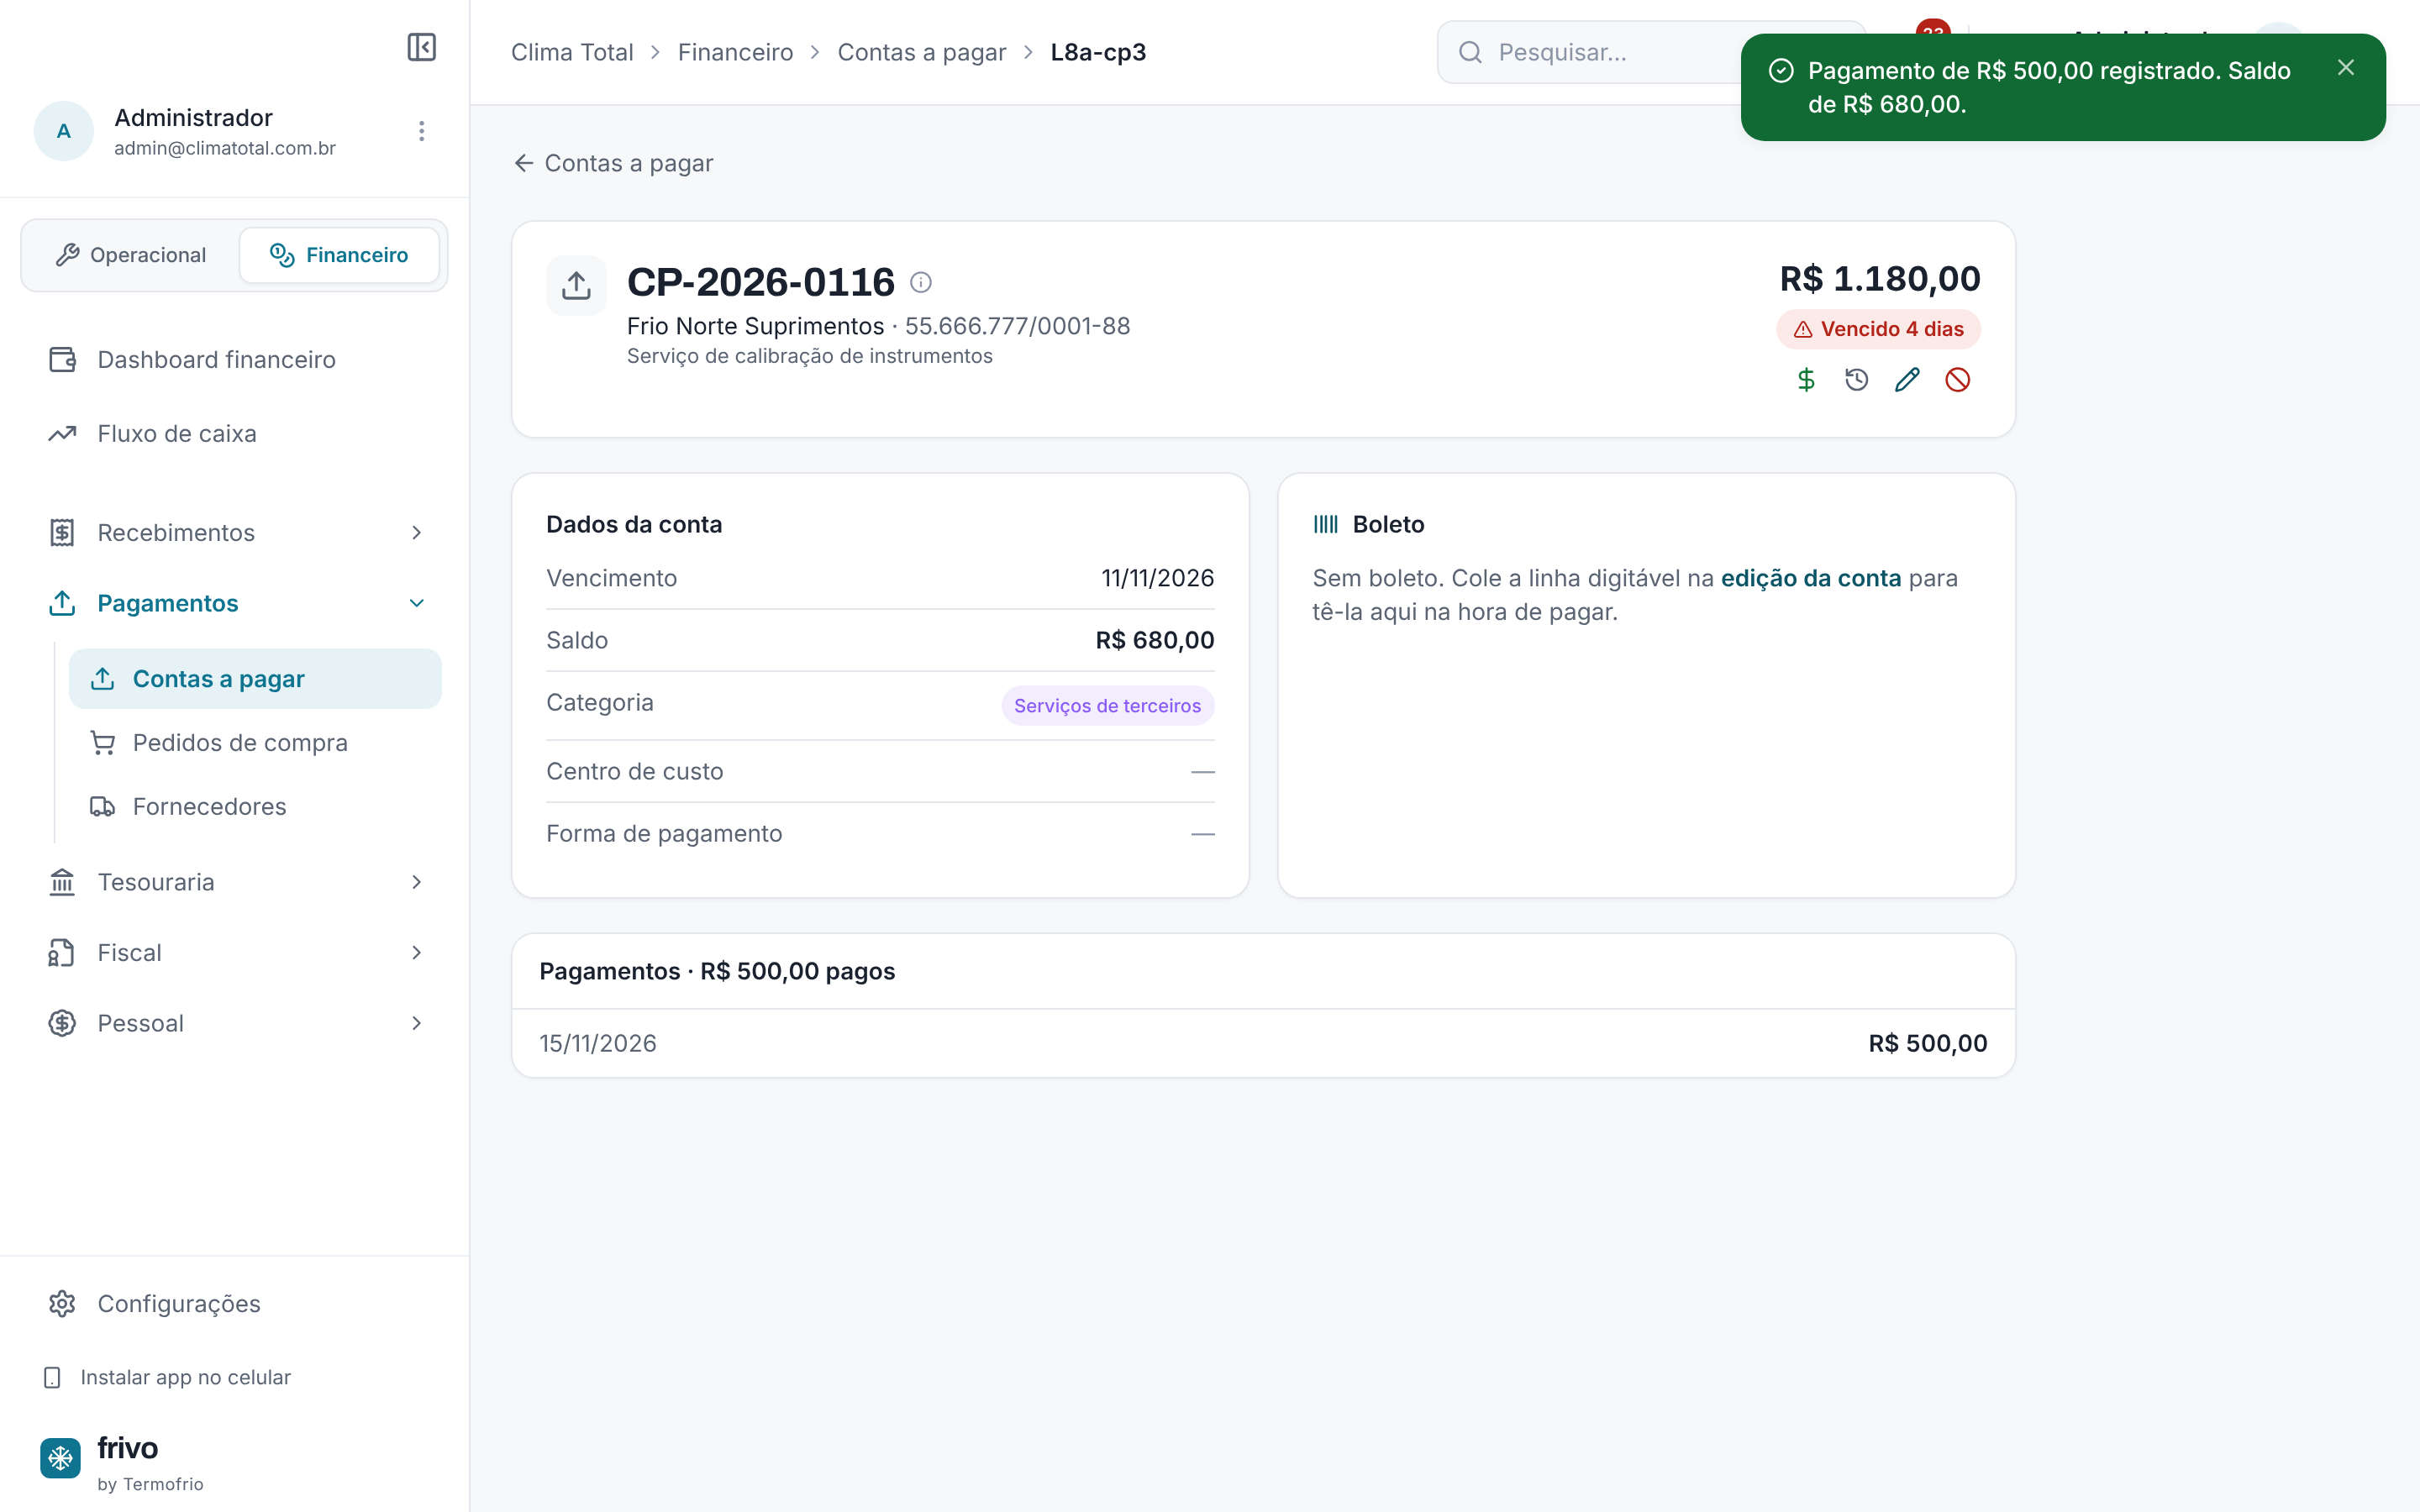 A
Administrador
admin@climatotal.com.br
Operacional
Financeiro
Dashboard financeiro
Fluxo de caixa
Recebimentos
Pagamentos
Contas a pagar
Pedidos de compra
Fornecedores
Tesouraria
Fiscal
Pessoal
Configurações
Instalar app no celular
frivo
by Termofrio
Clima Total > Financeiro > Contas a pagar > L8a-cp3
Pesquisar...
Pagamento de R$ 500,00 registrado. Saldo
de R$ 680,00.
Contas a pagar
CP-2026-0116
Frio Norte Suprimentos · 55.666.777/0001-88
Serviço de calibração de instrumentos
R$ 1.180,00
Vencido 4 dias
Dados da conta
Vencimento 11/11/2026
Saldo R$ 680,00
Categoria Serviços de terceiros
Centro de custo —
Forma de pagamento —
Boleto
Sem boleto. Cole a linha digitável na edição da conta para
tê-la aqui na hora de pagar.
Pagamentos · R$ 500,00 pagos
15/11/2026 R$ 500,00